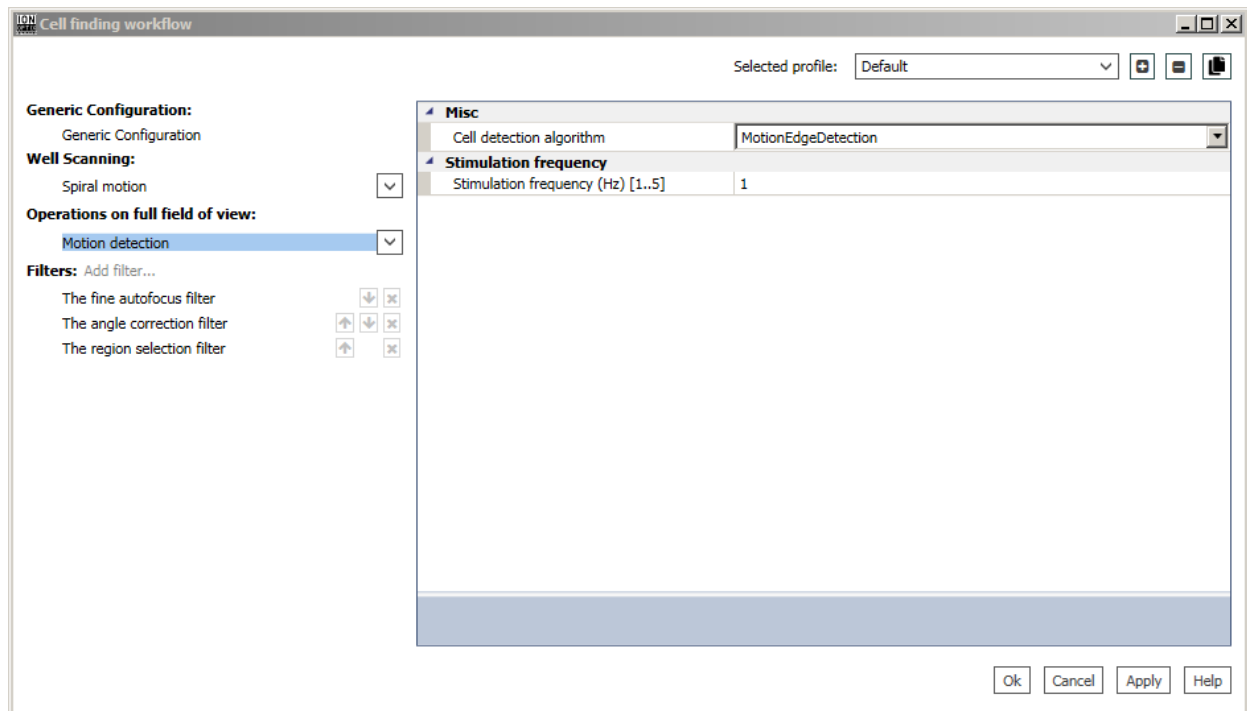 ION
Cell finding workflow
Selected profile: Default
Generic Configuration:
Generic Configuration
Well Scanning:
Spiral motion
Operations on full field of view:
Motion detection
Filters: Add filter...
The fine autofocus filter
The angle correction filter
The region selection filter
Misc
Cell detection algorithm MotionEdgeDetection
Stimulation frequency
Stimulation frequency (Hz) [1..5] 1
Ok Cancel Apply Help